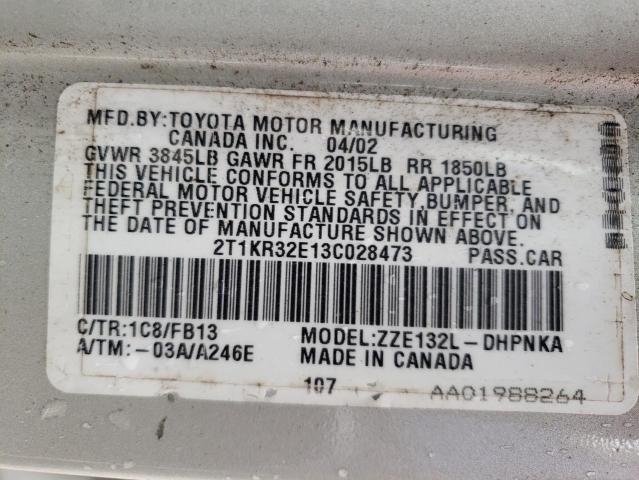 MFD.BY:TOYOTA MOTOR MANUFACTURING
CANADA INC. 04/02
GVWR 3845LB GAWR FR 2015LB RR 1850LB
THIS VEHICLE CONFORMS TO ALL APPLICABLE
FEDERAL MOTOR VEHICLE SAFETY,BUMPER, AND
THEFT PREVENTION STANDARDS IN EFFECT ON
THE DATE OF MANUFACTURE SHOWN ABOVE.
2T1KR32E13C028473 PASS.CAR
C/TR:1C8/FB13 MODEL:ZZE132L-DHPNKA
A/TM:-03A/A246E MADE IN CANADA
107 AA01988264